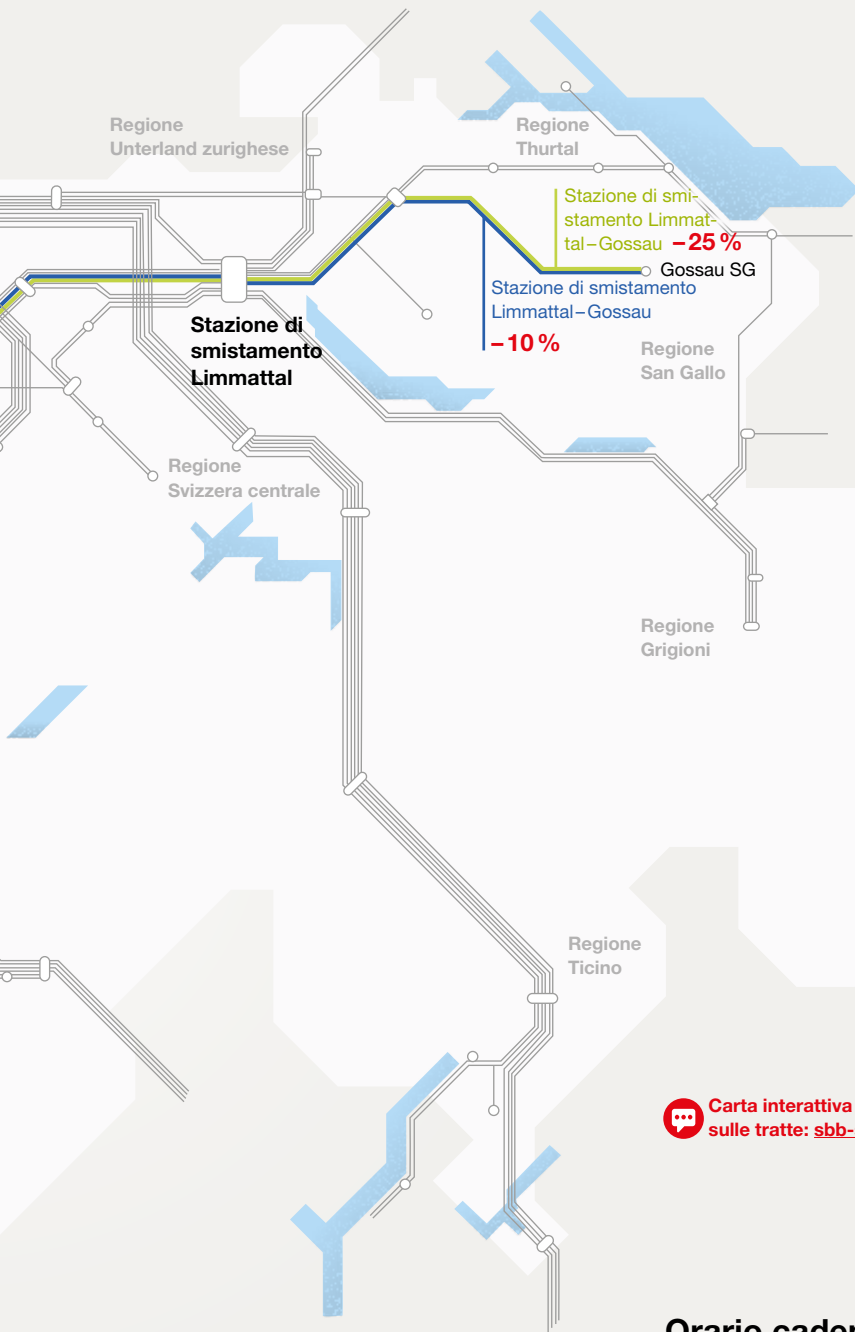 Regione
Unterland zurighese
Regione
Thurtal
Stazione di smi-
stamento Limmat-
tal – Gossau – 25 %
Gossau SG
Stazione di smistamento
Limmattal – Gossau
– 10 %
Stazione di
smistamento
Limmattal
Regione
San Gallo
Regione
Svizzera centrale
Regione
Grigioni
Regione
Ticino
Carta interattiva
sulle tratte: sbb-